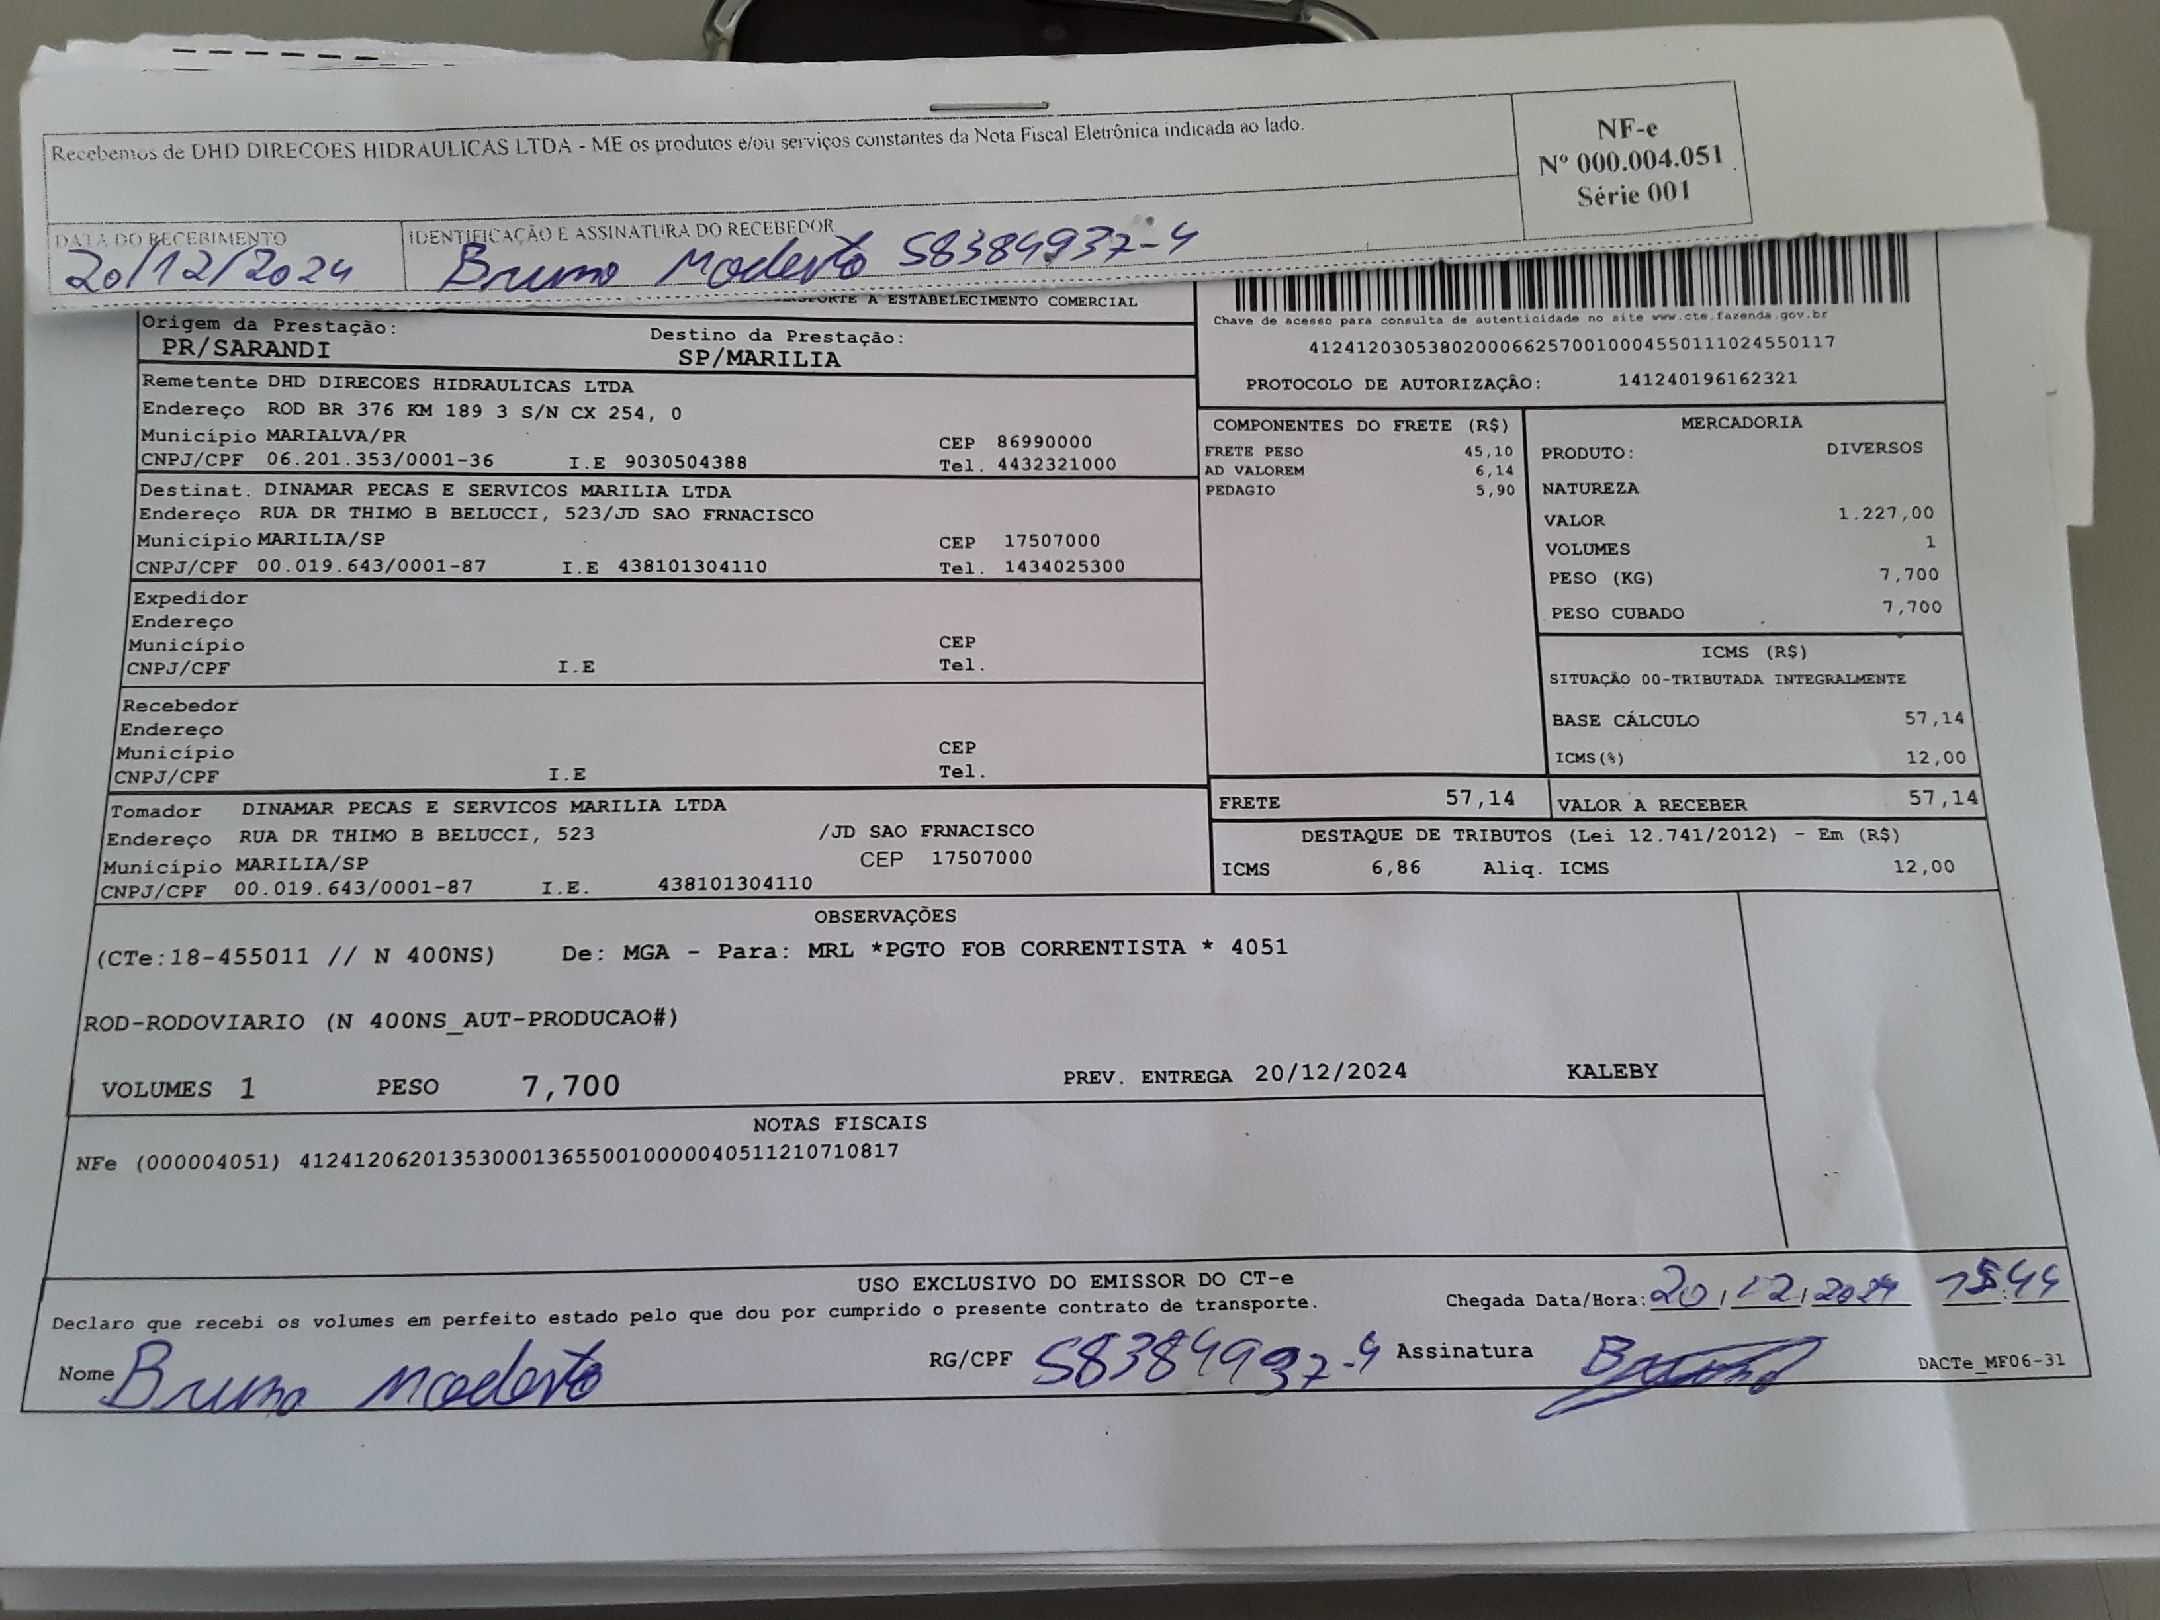 Recebemos de DHD DIRECOES HIDRAULICAS LTDA - ME os produtos e/ou serviços constantes da Nota Fiscal Eletrônica indicada ao lado.
NF-e
Nº 000.004.051
Série 001
DATA DO RECEBIMENTO
20/12/2024
IDENTIFICAÇÃO E ASSINATURA DO RECEBEDOR
Bruno Modesto 58384937-4
A ESTABELECIMENTO COMERCIAL
Origem da Prestação:
PR/SARANDI
Destino da Prestação:
SP/MARILIA
Chave de acesso para consulta de autenticidade no site www.cte.fazenda.gov.br
41241203053802000662570010004550111024550117
PROTOCOLO DE AUTORIZAÇÃO: 141240196162321
Remetente DHD DIRECOES HIDRAULICAS LTDA
Endereço ROD BR 376 KM 189 3 S/N CX 254, 0
Município MARIALVA/PR CEP 86990000
CNPJ/CPF 06.201.353/0001-36 I.E 9030504388 Tel. 4432321000
Destinat. DINAMAR PECAS E SERVICOS MARILIA LTDA
Endereço RUA DR THIMO B BELUCCI, 523/JD SAO FRNACISCO
Município MARILIA/SP CEP 17507000
CNPJ/CPF 00.019.643/0001-87 I.E 438101304110 Tel. 1434025300
Expedidor
Endereço
Município CEP
CNPJ/CPF I.E Tel.
Recebedor
Endereço
Município CEP
CNPJ/CPF I.E Tel.
Tomador DINAMAR PECAS E SERVICOS MARILIA LTDA
Endereço RUA DR THIMO B BELUCCI, 523 /JD SAO FRNACISCO
Município MARILIA/SP CEP 17507000
CNPJ/CPF 00.019.643/0001-87 I.E. 438101304110
COMPONENTES DO FRETE (R$)
FRETE PESO 45,10
AD VALOREM 6,14
PEDAGIO 5,90
MERCADORIA
PRODUTO: DIVERSOS
NATUREZA
VALOR 1.227,00
VOLUMES 1
PESO (KG) 7,700
PESO CUBADO 7,700
ICMS (R$)
SITUAÇÃO 00-TRIBUTADA INTEGRALMENTE
BASE CÁLCULO 57,14
ICMS(%) 12,00
FRETE 57,14 VALOR A RECEBER 57,14
DESTAQUE DE TRIBUTOS (Lei 12.741/2012) - Em (R$)
ICMS 6,86 Aliq. ICMS 12,00
OBSERVAÇÕES
(CTe:18-455011 // N 400NS) De: MGA - Para: MRL *PGTO FOB CORRENTISTA * 4051
ROD-RODOVIARIO (N 400NS_AUT-PRODUCAO#)
VOLUMES 1 PESO 7,700 PREV. ENTREGA 20/12/2024 KALEBY
NOTAS FISCAIS
NFe (000004051) 41241206201353000136550010000040511210710817
USO EXCLUSIVO DO EMISSOR DO CT-e
Declaro que recebi os volumes em perfeito estado pelo que dou por cumprido o presente contrato de transporte.
Chegada Data/Hora: 20/12/2024 15:44
Nome Bruno Modesto RG/CPF 58384937-4 Assinatura
DACTe_MF06-31